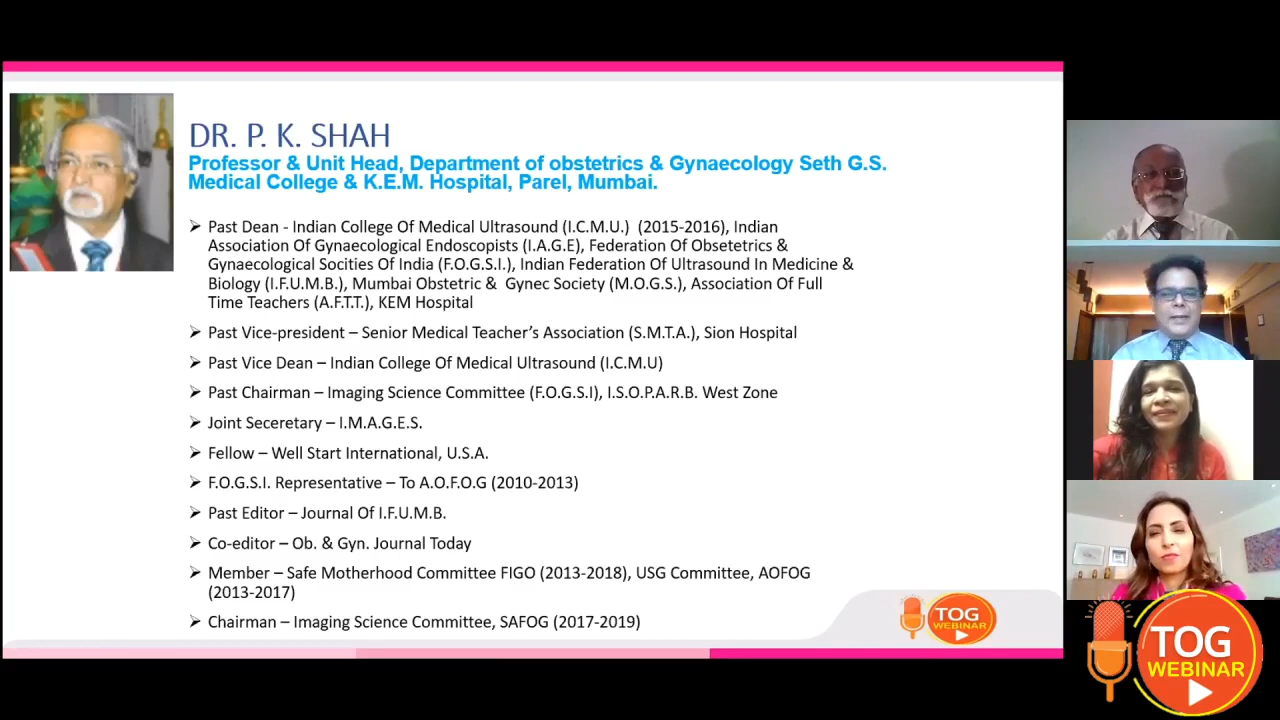 DR. P. K. SHAH
Professor & Unit Head, Department of obstetrics & Gynaecology Seth G.S.
Medical College & K.E.M. Hospital, Parel, Mumbai.
➢ Past Dean - Indian College Of Medical Ultrasound (I.C.M.U.) (2015-2016), Indian
Association Of Gynaecological Endoscopists (I.A.G.E), Federation Of Obsetetrics &
Gynaecological Socities Of India (F.O.G.S.I.), Indian Federation Of Ultrasound In Medicine &
Biology (I.F.U.M.B.), Mumbai Obstetric & Gynec Society (M.O.G.S.), Association Of Full
Time Teachers (A.F.T.T.), KEM Hospital
➢ Past Vice-president – Senior Medical Teacher's Association (S.M.T.A.), Sion Hospital
➢ Past Vice Dean – Indian College Of Medical Ultrasound (I.C.M.U)
➢ Past Chairman – Imaging Science Committee (F.O.G.S.I), I.S.O.P.A.R.B. West Zone
➢ Joint Seceretary – I.M.A.G.E.S.
➢ Fellow – Well Start International, U.S.A.
➢ F.O.G.S.I. Representative – To A.O.F.O.G (2010-2013)
➢ Past Editor – Journal Of I.F.U.M.B.
➢ Co-editor – Ob. & Gyn. Journal Today
➢ Member – Safe Motherhood Committee FIGO (2013-2018), USG Committee, AOFOG
(2013-2017)
➢ Chairman – Imaging Science Committee, SAFOG (2017-2019)
TOG
WEBINAR
TOG
WEBINAR